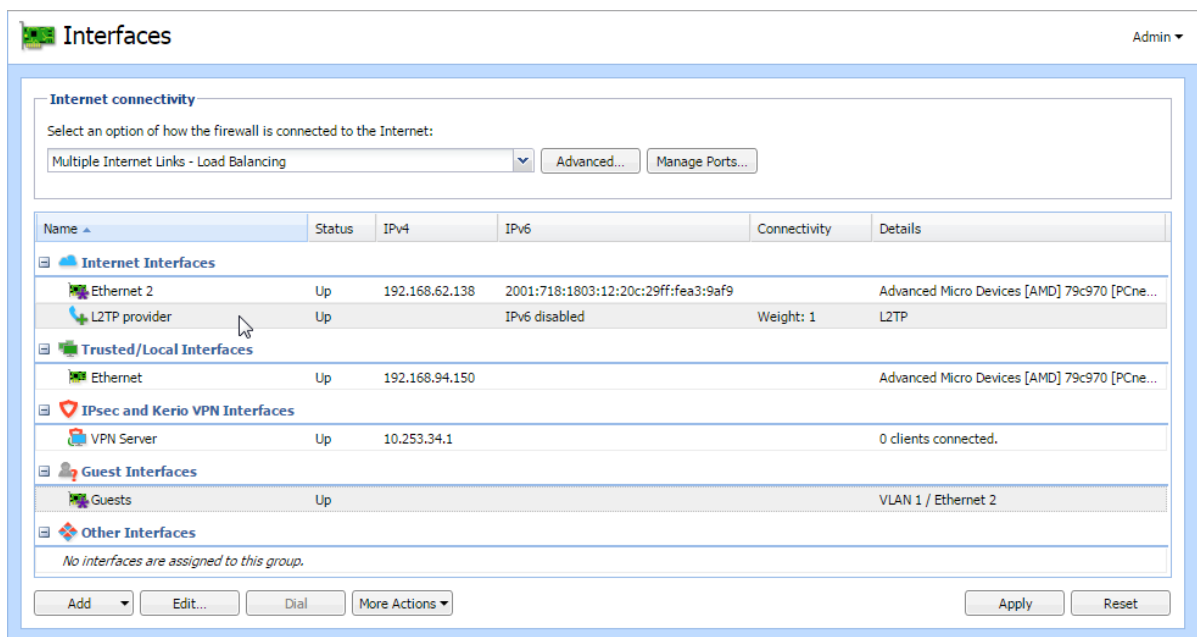 Interfaces
Admin
Internet connectivity
Select an option of how the firewall is connected to the Internet:
Multiple Internet Links - Load Balancing Advanced... Manage Ports...
Name Status IPv4 IPv6 Connectivity Details
Internet Interfaces
Ethernet 2 Up 192.168.62.138 2001:718:1803:12:20c:29ff:fea3:9af9 Advanced Micro Devices [AMD] 79c970 [PCne...
L2TP provider Up IPv6 disabled Weight: 1 L2TP
Trusted/Local Interfaces
Ethernet Up 192.168.94.150 Advanced Micro Devices [AMD] 79c970 [PCne...
IPsec and Kerio VPN Interfaces
VPN Server Up 10.253.34.1 0 clients connected.
Guest Interfaces
Guests Up VLAN 1 / Ethernet 2
Other Interfaces
No interfaces are assigned to this group.
Add Edit... Dial More Actions Apply Reset